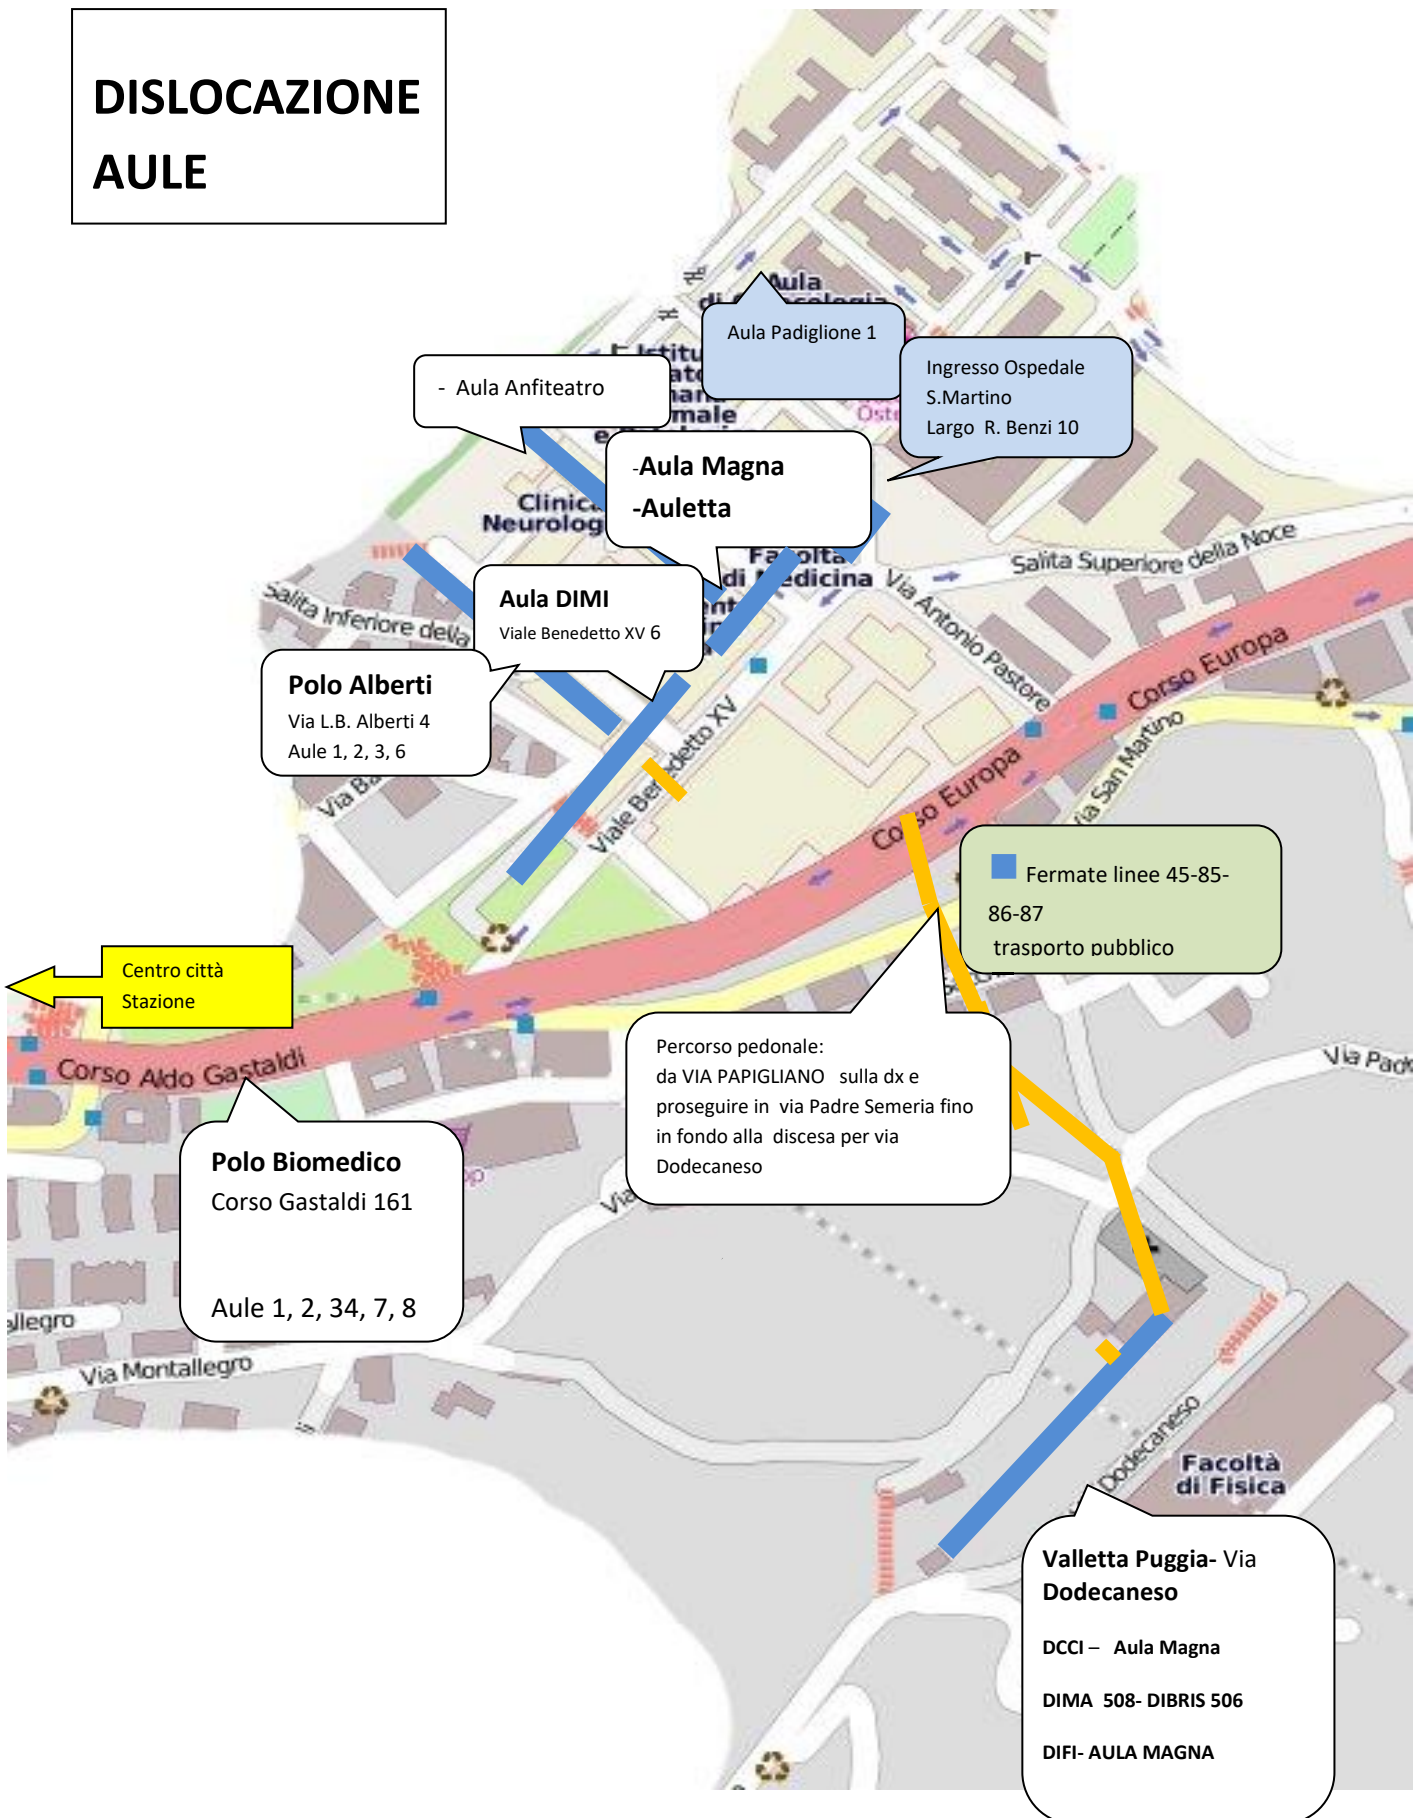 DISLOCAZIONE
AULE
Aula
Aula Padiglione 1
- Aula Anfiteatro
Ingresso Ospedale
S.Martino
Largo R. Benzi 10
-Aula Magna
-Auletta
Facoltà
di Medicina
Salita Superiore della Noce
Via Antonio Pastore
Salita Inferiore della
Aula DIMI
Viale Benedetto XV 6
Polo Alberti
Via L.B. Alberti 4
Aule 1, 2, 3, 6
Viale Benedetto XV
Corso Europa
Corso Europa
Via San Martino
Fermate linee 45-85-
86-87
trasporto pubblico
Centro città
Stazione
Corso Aldo Gastaldi
Percorso pedonale:
da VIA PAPIGLIANO sulla dx e
proseguire in via Padre Semeria fino
in fondo alla discesa per via
Dodecaneso
Polo Biomedico
Corso Gastaldi 161
Aule 1, 2, 34, 7, 8
Via
Via Montallegro
Dodecaneso
Facoltà
di Fisica
Valletta Puggia- Via
Dodecaneso
DCCI – Aula Magna
DIMA 508- DIBRIS 506
DIFI- AULA MAGNA